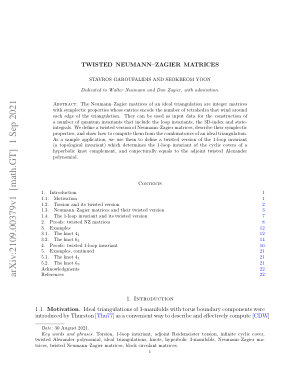 TWISTED NEUMANN–ZAGIER MATRICES
STAVROS GAROUFALIDIS AND SEOKBEOM YOON
Dedicated to Walter Neumann and Don Zagier, with admiration.
Abstract. The Neumann–Zagier matrices of an ideal triangulation are integer matrices
with symplectic properties whose entries encode the number of tetrahedra that wind around
each edge of the triangulation. They can be used as input data for the construction of
a number of quantum invariants that include the loop invariants, the 3D-index and state-
integrals. We define a twisted version of Neumann–Zagier matrices, describe their symplectic
properties, and show how to compute them from the combinatorics of an ideal triangulation.
As a sample application, we use them to define a twisted version of the 1-loop invariant
(a topological invariant) which determines the 1-loop invariant of the cyclic covers of a
hyperbolic knot complement, and conjecturally equals to the adjoint twisted Alexander
polynomial.
Contents
1. Introduction 1
1.1. Motivation 1
1.2. Torsion and its twisted version 2
1.3. Neumann–Zagier matrices and their twisted version
1.4. The 1-loop invariant and its twisted version
2. Proofs: twisted NZ matrices
3. Examples 12
3.1. The knot 4₁ 12
3.2. The knot 6₁ 14
4. Proofs: twisted 1-loop invariant 16
5. Examples, continued 21
5.1. The knot 4₁ 21
5.2. The knot 6₁ 22
Acknowledgments 22
References 22
1. Introduction
1.1. Motivation. Ideal triangulations of 3-manifolds with torus boundary components were
introduced by Thurston [Thu77] as a convenient way to describe and effectively compute [CDW]
Date: 30 August 2021.
Key words and phrases. Torsion, 1-loop invariant, adjoint Reidemeister torsion, infinite cyclic cover,
twisted Alexander polynomial, ideal triangulations, knots, hyperbolic 3-manifolds, Neumann–Zagier ma-
trices, twisted Neumann–Zagier matrices, block circulant matrices.
1
arXiv:2109.00379v1 [math.GT] 1 Sep 2021